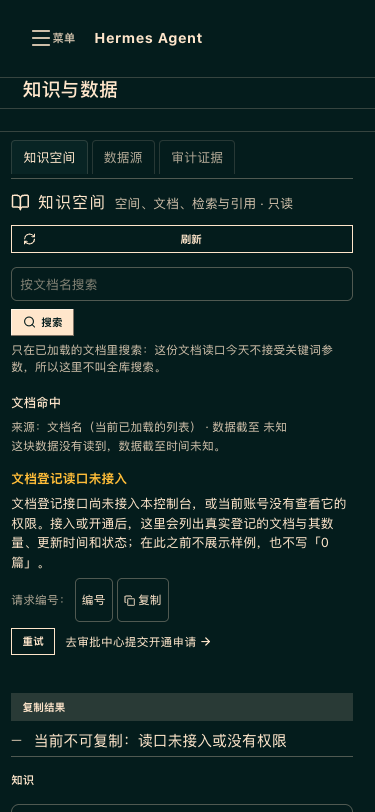 菜单 Hermes Agent
知识与数据
知识空间 数据源 审计证据
知识空间 空间、文档、检索与引用 · 只读
刷新
按文档名搜索
搜索
只在已加载的文档里搜索：这份文档读口今天不接受关键词参
数，所以这里不叫全库搜索。
文档命中
来源：文档名（当前已加载的列表） · 数据截至 未知
这块数据没有读到，数据截至时间未知。
文档登记读口未接入
文档登记接口尚未接入本控制台，或当前账号没有查看它的
权限。接入或开通后，这里会列出真实登记的文档与其数
量、更新时间和状态；在此之前不展示样例，也不写「0
篇」。
请求编号： 编号 复制
重试 去审批中心提交开通申请 →
复制结果
— 当前不可复制：读口未接入或没有权限
知识